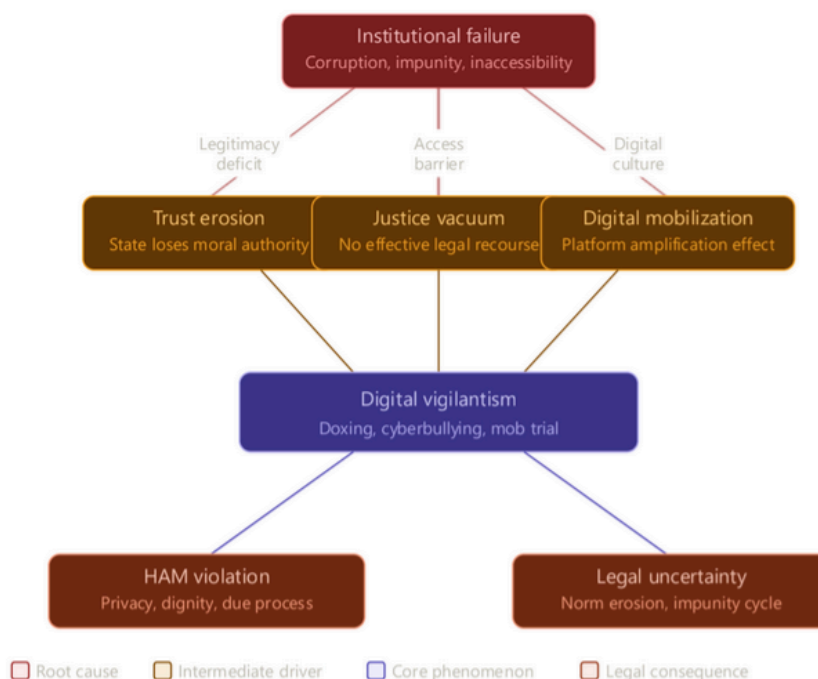 Institutional failure
Corruption, impunity, inaccessibility
Legitimacy
deficit
Access
barrier
Digital
culture
Trust erosion
State loses moral authority
Justice vacuum
No effective legal recourse
Digital mobilization
Platform amplification effect
Digital vigilantism
Doxing, cyberbullying, mob trial
HAM violation
Privacy, dignity, due process
Legal uncertainty
Norm erosion, impunity cycle
Root cause
Intermediate driver
Core phenomenon
Legal consequence